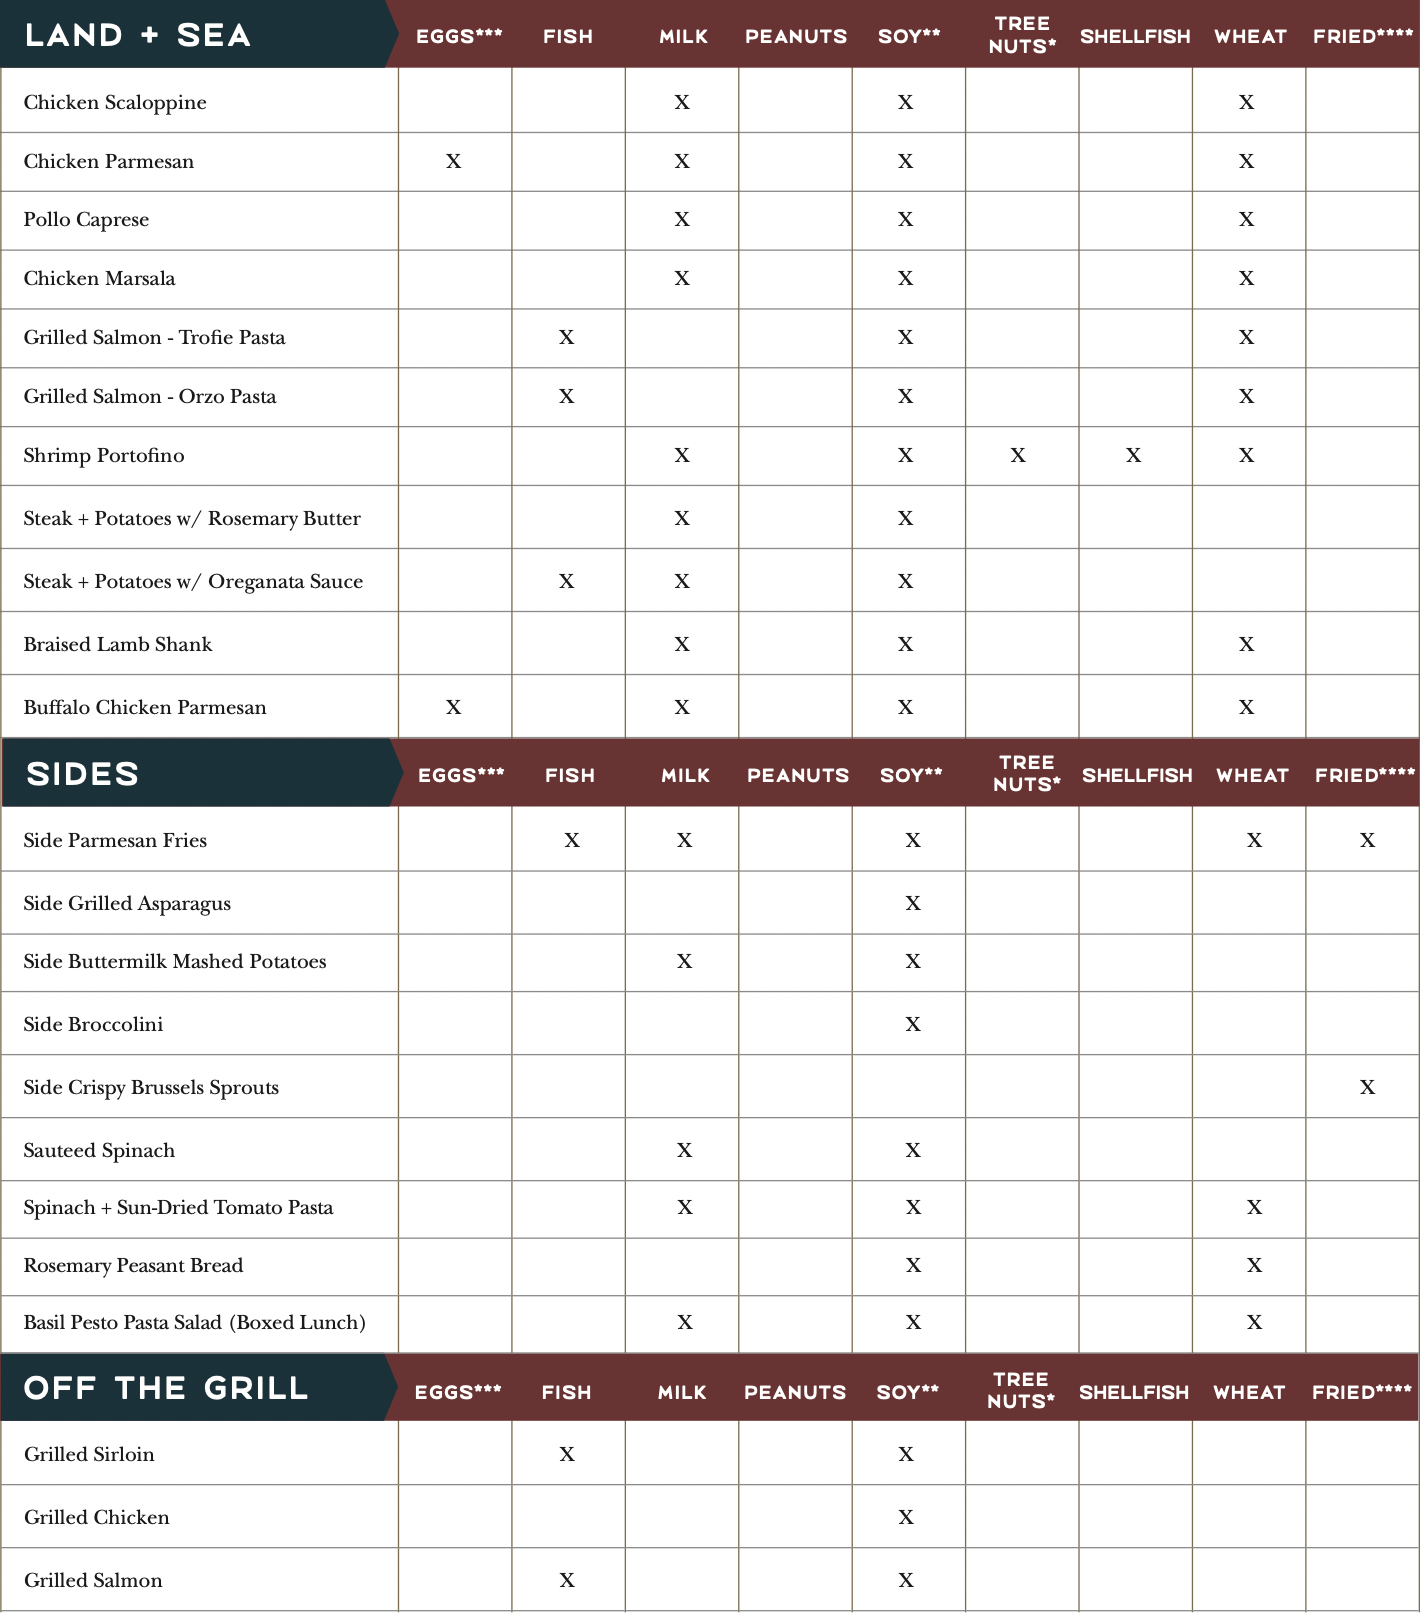 LAND + SEA EGGS*** FISH MILK PEANUTS SOY** TREE NUTS* SHELLFISH WHEAT FRIED****
Chicken Scaloppine X X X
Chicken Parmesan X X X X
Pollo Caprese X X X
Chicken Marsala X X X
Grilled Salmon - Trofie Pasta X X X
Grilled Salmon - Orzo Pasta X X X
Shrimp Portofino X X X X X
Steak + Potatoes w/ Rosemary Butter X X
Steak + Potatoes w/ Oreganata Sauce X X X
Braised Lamb Shank X X X
Buffalo Chicken Parmesan X X X X
SIDES EGGS*** FISH MILK PEANUTS SOY** TREE NUTS* SHELLFISH WHEAT FRIED****
Side Parmesan Fries X X X X X
Side Grilled Asparagus X
Side Buttermilk Mashed Potatoes X X
Side Broccolini X
Side Crispy Brussels Sprouts X
Sauteed Spinach X X
Spinach + Sun-Dried Tomato Pasta X X X
Rosemary Peasant Bread X X
Basil Pesto Pasta Salad (Boxed Lunch) X X X
OFF THE GRILL EGGS*** FISH MILK PEANUTS SOY** TREE NUTS* SHELLFISH WHEAT FRIED****
Grilled Sirloin X X
Grilled Chicken X
Grilled Salmon X X